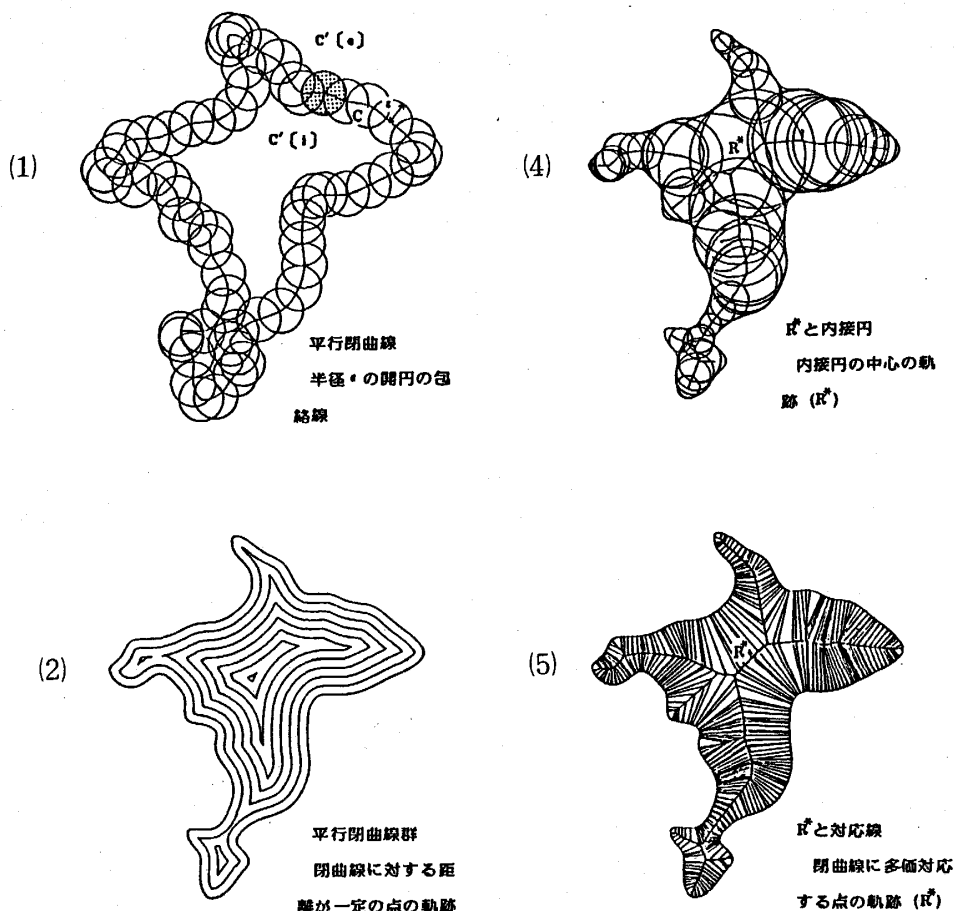 (1)
C'(e)
C
ε
C'(i)
平行閉曲線
半径εの開円の包
絡線
(4)
R*
R*と内接円
内接円の中心の軌
跡 (R*)
(2)
平行閉曲線群
閉曲線に対する距
離が一定の点の軌跡
(5)
R*
R*と対応線
閉曲線に多価対応
する点の軌跡 (R*)